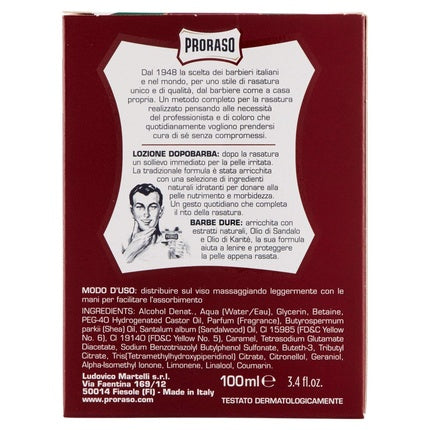 PRORASO
Dal 1948 la scelta dei barbieri italiani
e nel mondo, per uno stile di rasatura
unico e di qualità, dal barbiere come a casa
propria. Un metodo completo per la rasatura
realizzato pensando alle necessità
del professionista e di coloro che
quotidianamente vogliono prendersi
cura di sé senza compromessi.
LOZIONE DOPOBARBA: dopo la rasatura
un sollievo immediato per la pelle irritata.
La tradizionale formula è stata arricchita
con una selezione di ingredienti
naturali idratanti per donare alla
pelle nutrimento e morbidezza.
Un gesto quotidiano che completa
il rito della rasatura.
BARBE DURE: arricchita con
estratti naturali, Olio di Sandalo
e Olio di Karitè, la sua formula
aiuta a lenire e proteggere
la pelle appena rasata.
MODO D'USO: distribuire sul viso massaggiando leggermente con le
mani per facilitare l'assorbimento
INGREDIENTS: Alcohol Denat., Aqua (Water/Eau), Glycerin, Betaine,
PEG-40 Hydrogenated Castor Oil, Parfum (Fragrance), Butyrospermum
parkii (Shea) Oil, Santalum album (Sandalwood) Oil, CI 15985 (FD&C Yellow
No. 6), CI 19140 (FD&C Yellow No. 5), Caramel, Tetrasodium Glutamate
Diacetate, Sodium Benzotriazolyl Butylphenol Sulfonate, Buteth-3, Tributyl
Citrate, Tris(Tetramethylhydroxypiperidinol) Citrate, Citronellol, Geraniol,
Alpha-Isomethyl Ionone, Limonene, Linalool, Coumarin.
Ludovico Martelli s.r.l.
Via Faentina 169/12
50014 Fiesole (FI) - Made in Italy
www.proraso.com
100ml e 3.4 fl.oz.
TESTATO DERMATOLOGICAMENTE